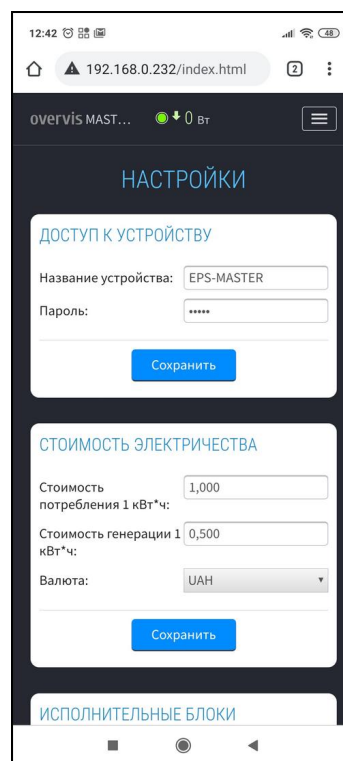 12:42
48
192.168.0.232/index.html
2
overvis MAST... 0 Вт
НАСТРОЙКИ
ДОСТУП К УСТРОЙСТВУ
Название устройства: EPS-MASTER
Пароль: •••••
Сохранить
СТОИМОСТЬ ЭЛЕКТРИЧЕСТВА
Стоимость
потребления 1 кВт*ч:
1,000
Стоимость генерации 1
кВт*ч:
0,500
Валюта: UAH
Сохранить
ИСПОЛНИТЕЛЬНЫЕ БЛОКИ